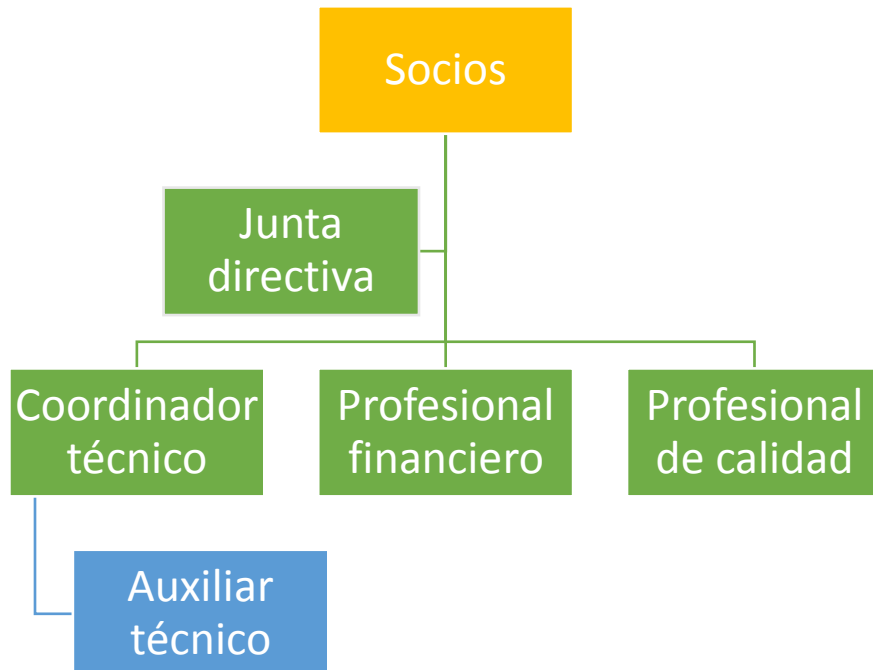 Socios
Junta
directiva
Coordinador
técnico
Profesional
financiero
Profesional
de calidad
Auxiliar
técnico